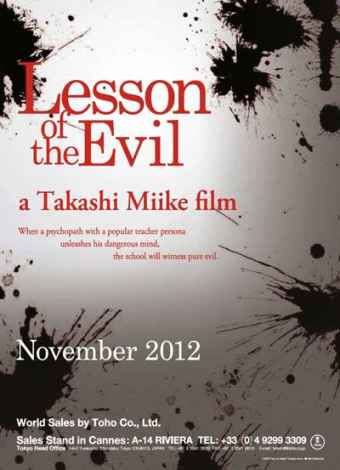 Lesson
of
the Evil
a Takashi Miike film
When a psychopath with a popular teacher persona
unleashes his dangerous mind,
the school will witness pure evil.
November 2012
World Sales by Toho Co., Ltd.
Sales Stand in Cannes: A-14 RIVIERA TEL: +33 (0) 4 9299 3309
Tokyo Head Office